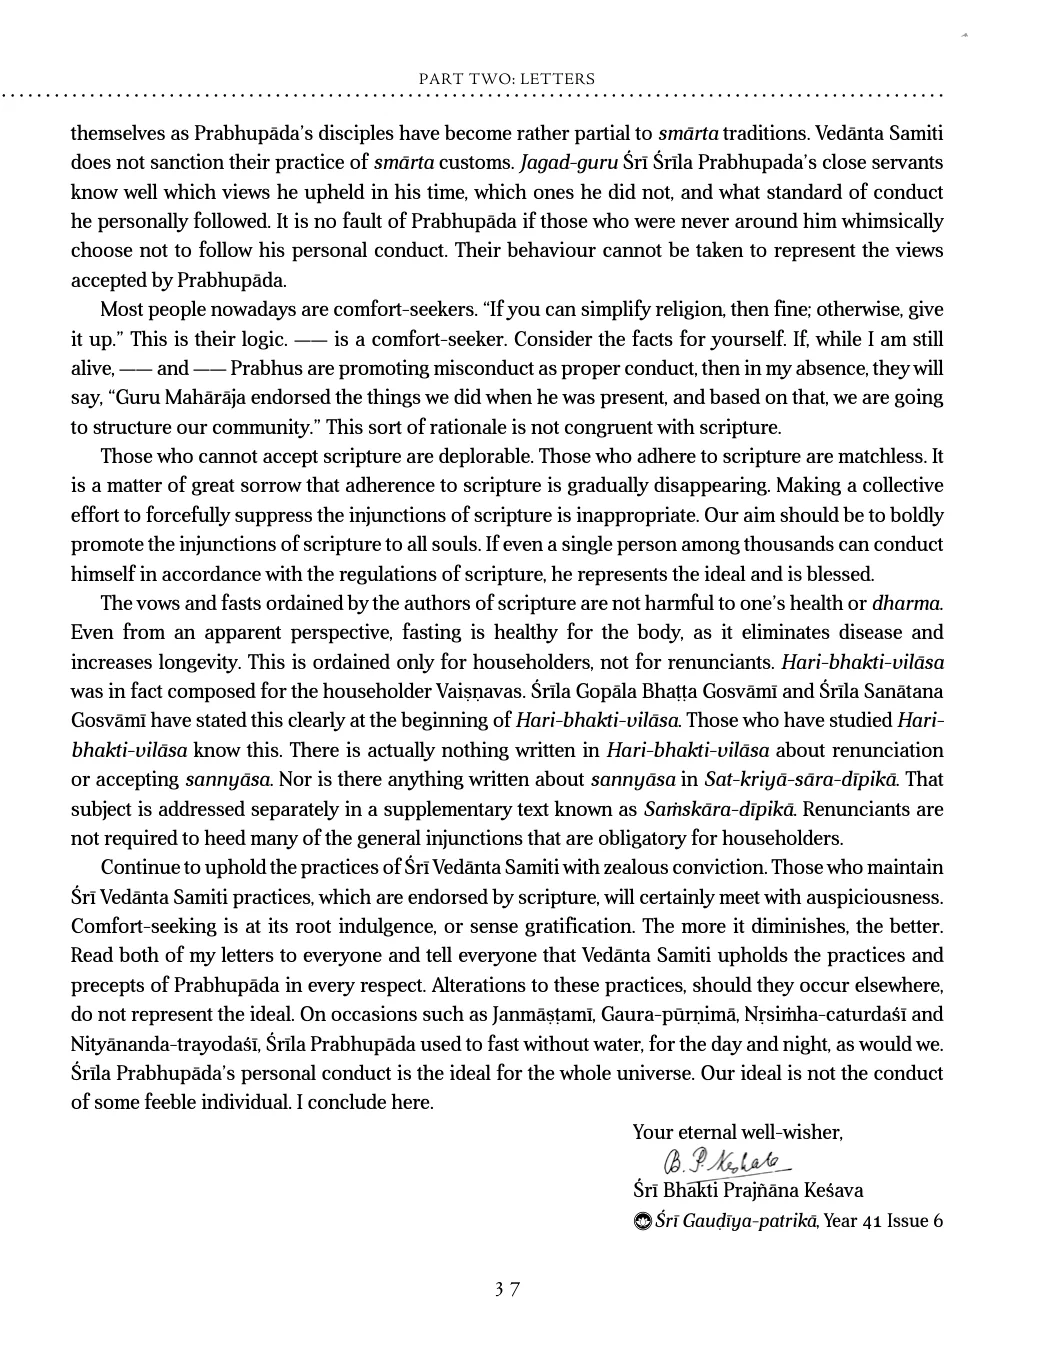 PART TWO: LETTERS
themselves as Prabhupāda’s disciples have become rather partial to smārta traditions. Vedānta Samiti
does not sanction their practice of smārta customs. Jagad-guru Śrī Śrīla Prabhupada’s close servants
know well which views he upheld in his time, which ones he did not, and what standard of conduct
he personally followed. It is no fault of Prabhupāda if those who were never around him whimsically
choose not to follow his personal conduct. Their behaviour cannot be taken to represent the views
accepted by Prabhupāda.
Most people nowadays are comfort-seekers. “If you can simplify religion, then fine; otherwise, give
it up.” This is their logic. —— is a comfort-seeker. Consider the facts for yourself. If, while I am still
alive, —— and —— Prabhus are promoting misconduct as proper conduct, then in my absence, they will
say, “Guru Mahārāja endorsed the things we did when he was present, and based on that, we are going
to structure our community.” This sort of rationale is not congruent with scripture.
Those who cannot accept scripture are deplorable. Those who adhere to scripture are matchless. It
is a matter of great sorrow that adherence to scripture is gradually disappearing. Making a collective
effort to forcefully suppress the injunctions of scripture is inappropriate. Our aim should be to boldly
promote the injunctions of scripture to all souls. If even a single person among thousands can conduct
himself in accordance with the regulations of scripture, he represents the ideal and is blessed.
The vows and fasts ordained by the authors of scripture are not harmful to one’s health or dharma.
Even from an apparent perspective, fasting is healthy for the body, as it eliminates disease and
increases longevity. This is ordained only for householders, not for renunciants. Hari-bhakti-vilāsa
was in fact composed for the householder Vaiṣṇavas. Śrīla Gopāla Bhaṭṭa Gosvāmī and Śrīla Sanātana
Gosvāmī have stated this clearly at the beginning of Hari-bhakti-vilāsa. Those who have studied Hari-
bhakti-vilāsa know this. There is actually nothing written in Hari-bhakti-vilāsa about renunciation
or accepting sannyāsa. Nor is there anything written about sannyāsa in Sat-kriyā-sāra-dīpikā. That
subject is addressed separately in a supplementary text known as Saṁskāra-dīpikā. Renunciants are
not required to heed many of the general injunctions that are obligatory for householders.
Continue to uphold the practices of Śrī Vedānta Samiti with zealous conviction. Those who maintain
Śrī Vedānta Samiti practices, which are endorsed by scripture, will certainly meet with auspiciousness.
Comfort-seeking is at its root indulgence, or sense gratification. The more it diminishes, the better.
Read both of my letters to everyone and tell everyone that Vedānta Samiti upholds the practices and
precepts of Prabhupāda in every respect. Alterations to these practices, should they occur elsewhere,
do not represent the ideal. On occasions such as Janmāṣṭamī, Gaura-pūrṇimā, Nṛsiṁha-caturdaśī and
Nityānanda-trayodaśī, Śrīla Prabhupāda used to fast without water, for the day and night, as would we.
Śrīla Prabhupāda’s personal conduct is the ideal for the whole universe. Our ideal is not the conduct
of some feeble individual. I conclude here.
Your eternal well-wisher,
B. P. Keshab
Śrī Bhakti Prajñāna Keśava
Śrī Gauḍīya-patrikā, Year 41 Issue 6
37